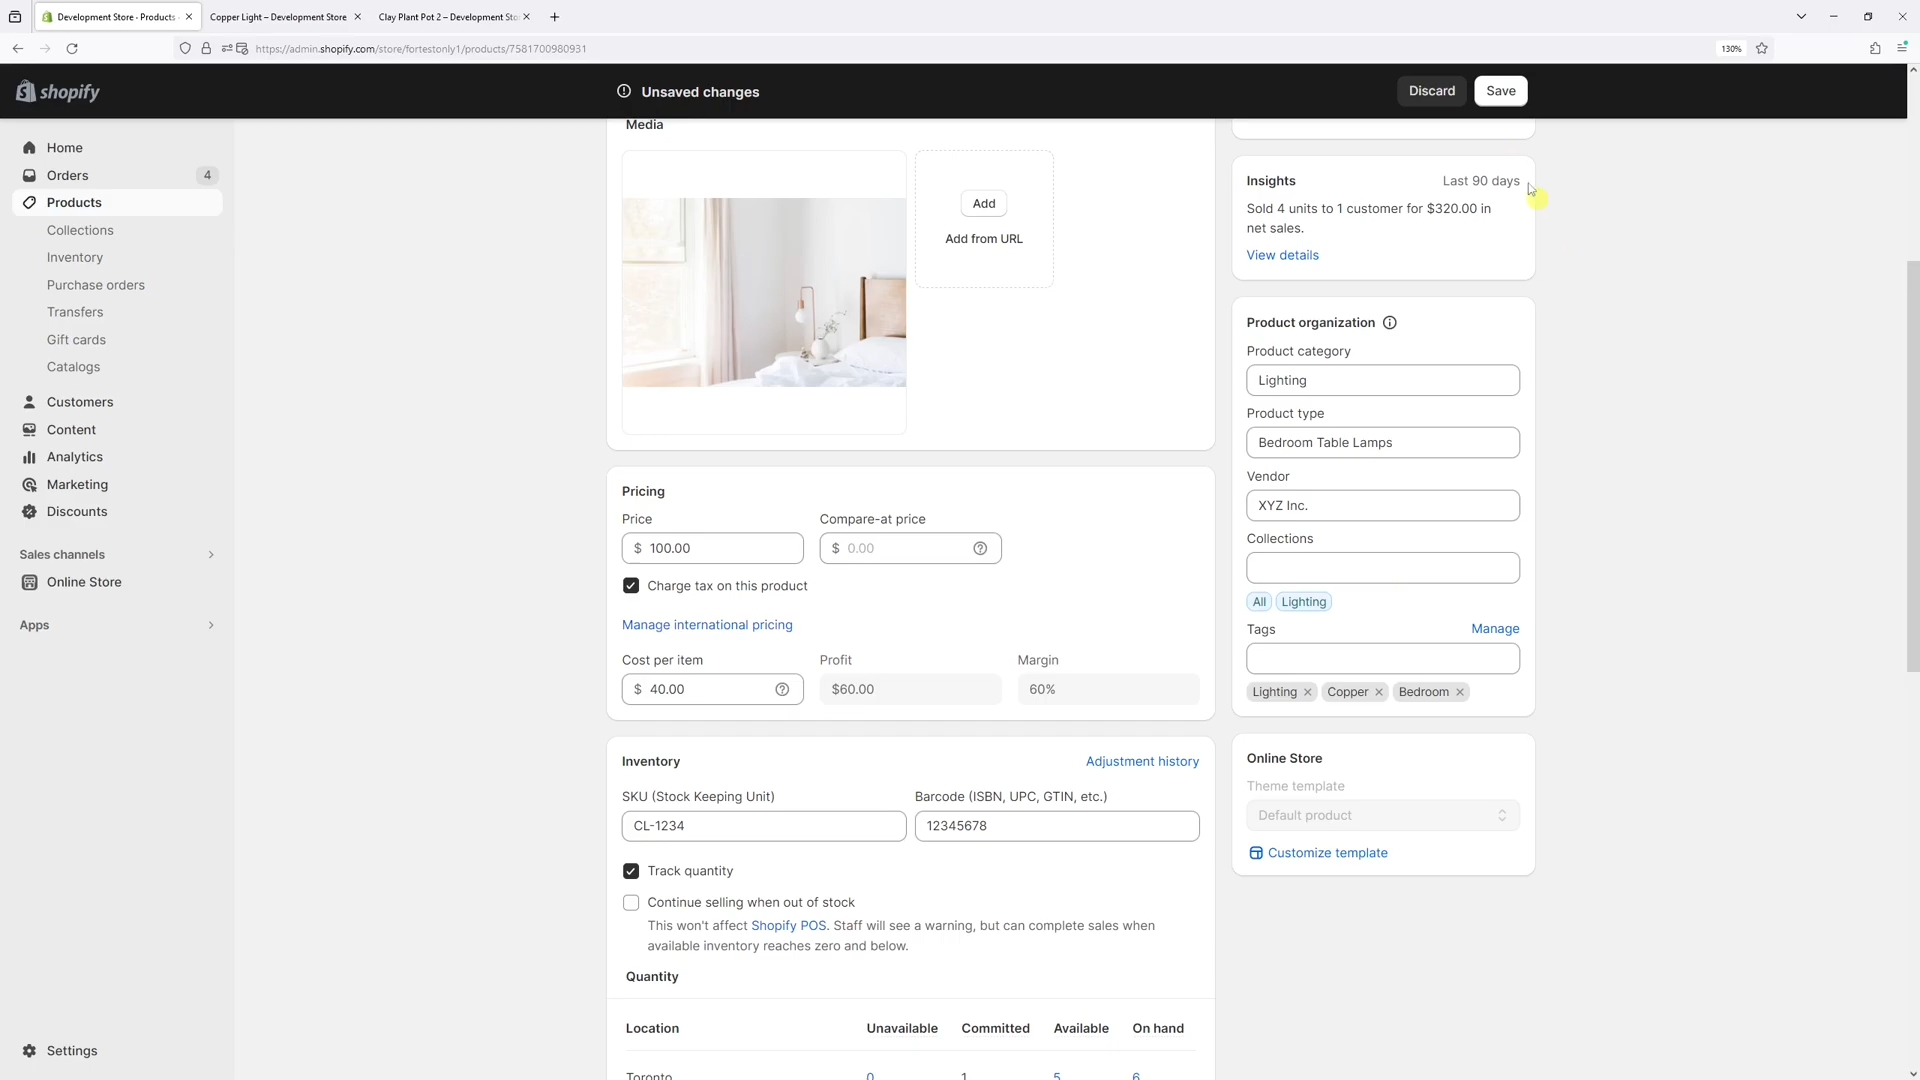 Development Store · Products ·
Copper Light – Development Store
Clay Plant Pot 2 – Development Sto
https://admin.shopify.com/store/fortestonly1/products/7581700980931
130%
shopify
Unsaved changes
Discard
Save
Home
Orders
4
Products
Collections
Inventory
Purchase orders
Transfers
Gift cards
Catalogs
Customers
Content
Analytics
Marketing
Discounts
Sales channels
Online Store
Apps
Settings
Media
Add
Add from URL
Pricing
Price
Compare-at price
$ 100.00
$ 0.00
Charge tax on this product
Manage international pricing
Cost per item
Profit
Margin
$ 40.00
$60.00
60%
Inventory
Adjustment history
SKU (Stock Keeping Unit)
Barcode (ISBN, UPC, GTIN, etc.)
CL-1234
12345678
Track quantity
Continue selling when out of stock
This won't affect Shopify POS. Staff will see a warning, but can complete sales when
available inventory reaches zero and below.
Quantity
Location Unavailable Committed Available On hand
Toronto 0 1 5 6
Insights
Last 90 days
Sold 4 units to 1 customer for $320.00 in
net sales.
View details
Product organization
Product category
Lighting
Product type
Bedroom Table Lamps
Vendor
XYZ Inc.
Collections
All Lighting
Tags
Manage
Lighting Copper Bedroom
Online Store
Theme template
Default product
Customize template